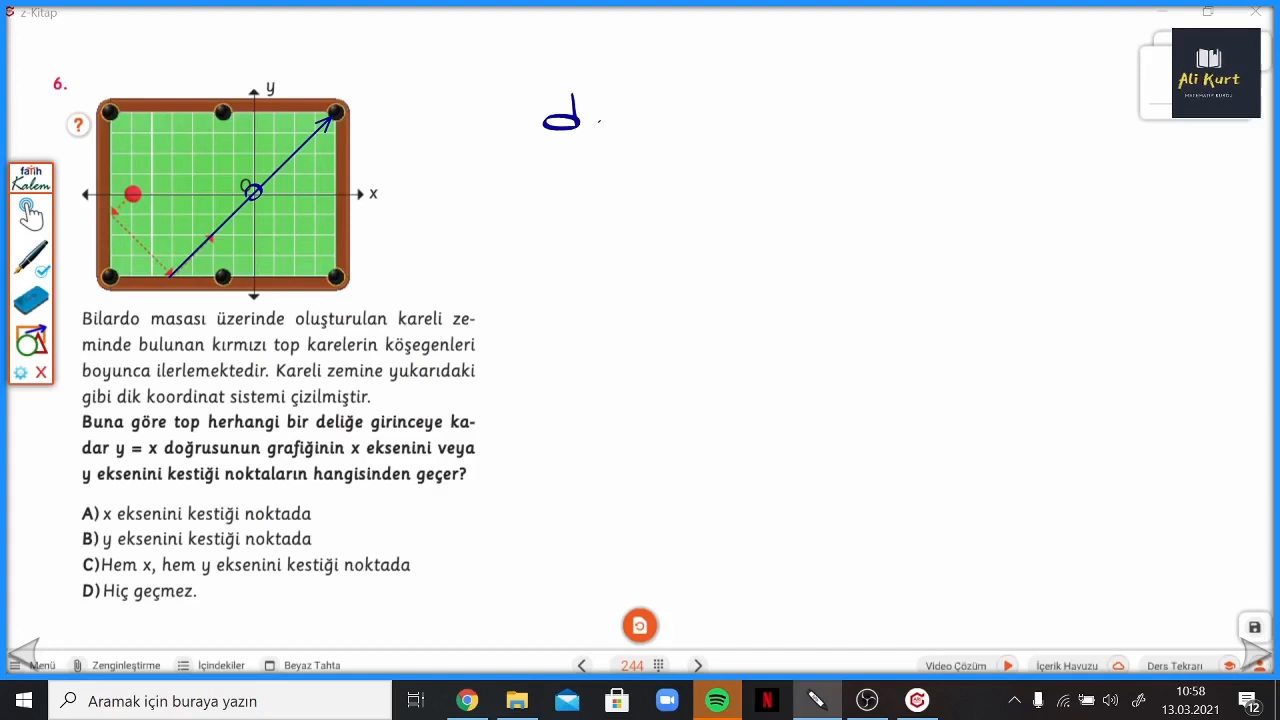 z-Kitap
Ali Kurt
6.
y
?
O
x
d
fatih
Kalem
Bilardo masası üzerinde oluşturulan kareli ze-
minde bulunan kırmızı top karelerin köşegenleri
boyunca ilerlemektedir. Kareli zemine yukarıdaki
gibi dik koordinat sistemi çizilmiştir.
Buna göre top herhangi bir deliğe girinceye ka-
dar y = x doğrusunun grafiğinin x eksenini veya
y eksenini kestiği noktaların hangisinden geçer?
A) x eksenini kestiği noktada
B) y eksenini kestiği noktada
C)Hem x, hem y eksenini kestiği noktada
D) Hiç geçmez.
Menü Zenginleştirme İçindekiler Beyaz Tahta 244 Video Çözüm İçerik Havuzu Ders Tekrarı
Aramak için buraya yazın
10:58
13.03.2021
12